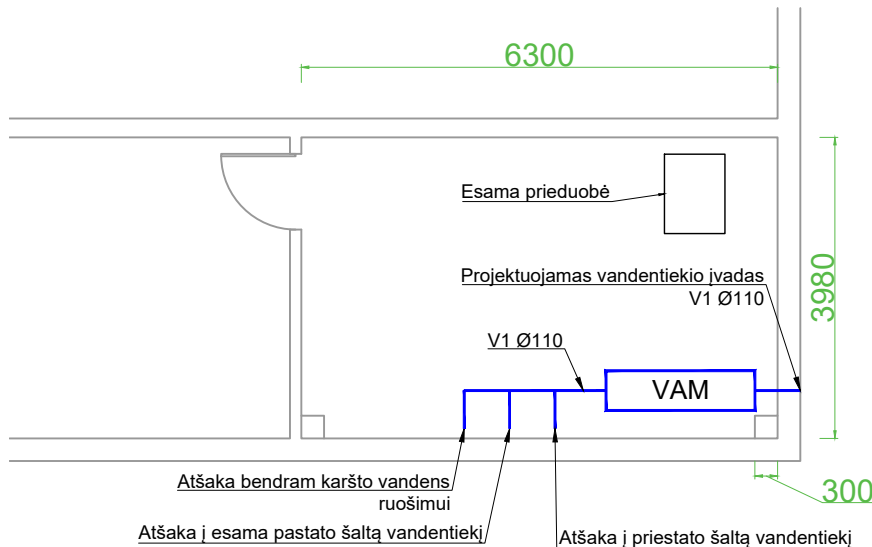 6300
Esama prieduobė
3980
Projektuojamas vandentiekio įvadas
V1 Ø110
V1 Ø110
VAM
300
Atšaka bendram karšto vandens
ruošimui
Atšaka į esama pastato šaltą vandentiekį
Atšaka į priestato šaltą vandentiekį